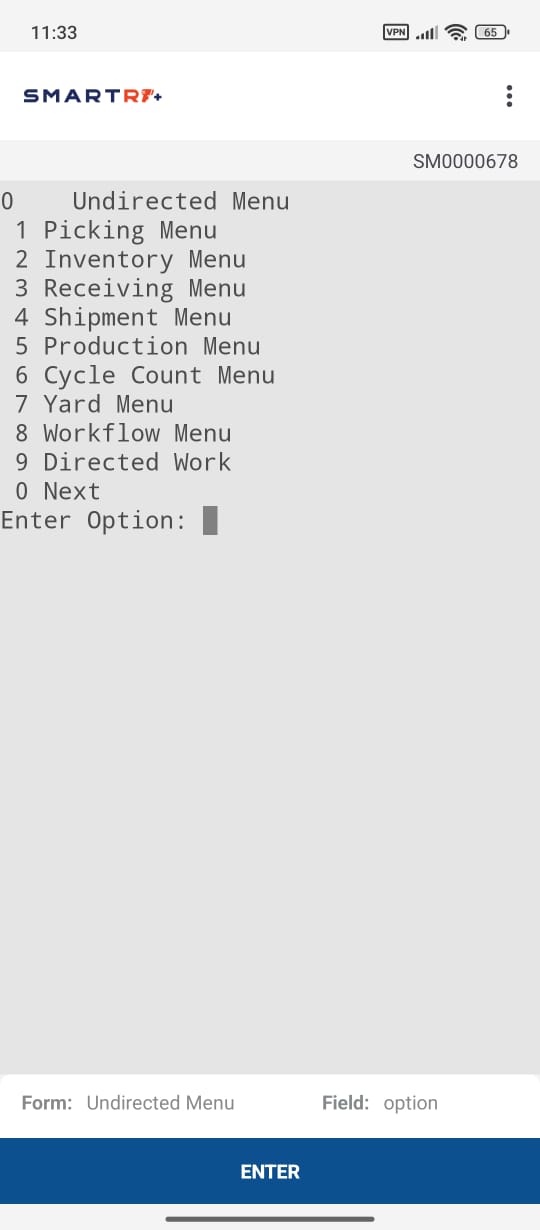 11:33 VPN 65
SMARTRF+
SM0000678
0    Undirected Menu
1 Picking Menu
2 Inventory Menu
3 Receiving Menu
4 Shipment Menu
5 Production Menu
6 Cycle Count Menu
7 Yard Menu
8 Workflow Menu
9 Directed Work
0 Next
Enter Option:
Form: Undirected Menu Field: option
ENTER